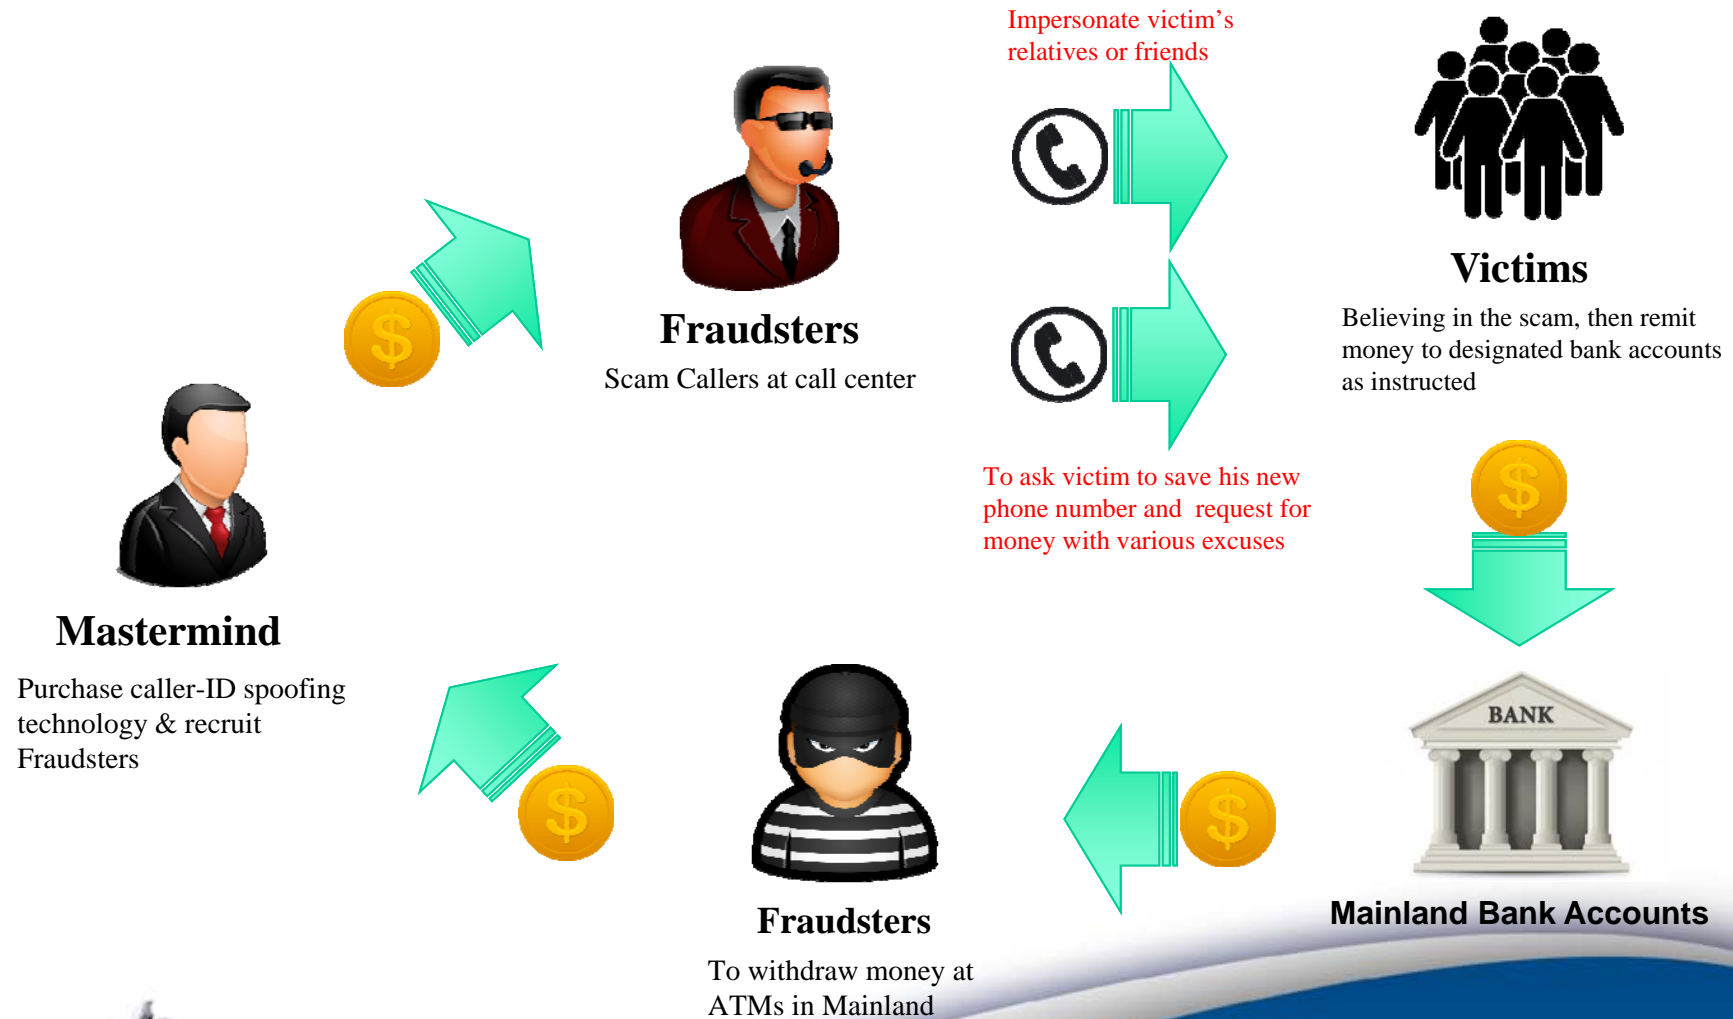 Impersonate victim's
relatives or friends
Victims
Believing in the scam, then remit
money to designated bank accounts
as instructed
Fraudsters
Scam Callers at call center
To ask victim to save his new
phone number and request for
money with various excuses
Mastermind
Purchase caller-ID spoofing
technology & recruit
Fraudsters
BANK
Mainland Bank Accounts
Fraudsters
To withdraw money at
ATMs in Mainland